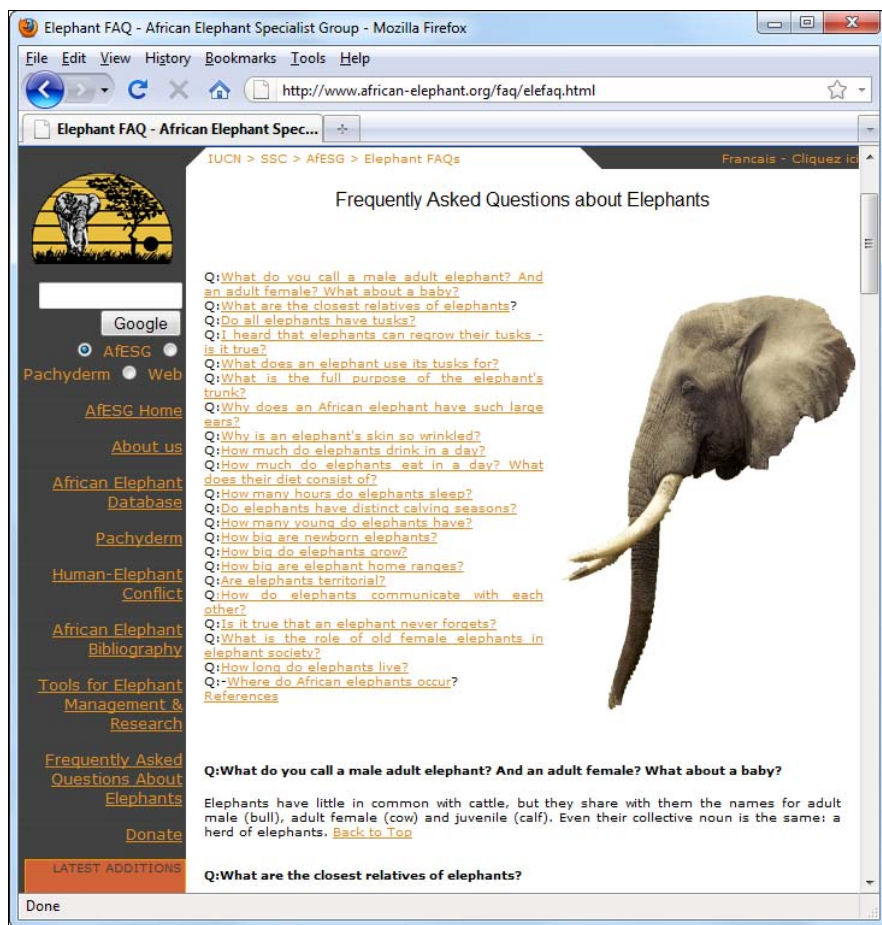 Elephant FAQ - African Elephant Specialist Group - Mozilla Firefox
File Edit View History Bookmarks Tools Help
http://www.african-elephant.org/faq/elefaq.html
Elephant FAQ - African Elephant Spec...
IUCN > SSC > AfESG > Elephant FAQs
Francais - Cliquez ici
Google
AfESG
Pachyderm Web
AfESG Home
About us
African Elephant
Database
Pachyderm
Human-Elephant
Conflict
African Elephant
Bibliography
Tools for Elephant
Management &
Research
Frequently Asked
Questions About
Elephants
Donate
LATEST ADDITIONS
Frequently Asked Questions about Elephants
Q:What do you call a male adult elephant? And
an adult female? What about a baby?
Q:What are the closest relatives of elephants?
Q:Do all elephants have tusks?
Q:I heard that elephants can regrow their tusks -
is it true?
Q:What does an elephant use its tusks for?
Q:What is the full purpose of the elephant's
trunk?
Q:Why does an African elephant have such large
ears?
Q:Why is an elephant's skin so wrinkled?
Q:How much do elephants drink in a day?
Q:How much do elephants eat in a day? What
does their diet consist of?
Q:How many hours do elephants sleep?
Q:Do elephants have distinct calving seasons?
Q:How many young do elephants have?
Q:How big are newborn elephants?
Q:How big do elephants grow?
Q:How big are elephant home ranges?
Q:Are elephants territorial?
Q:How do elephants communicate with each
other?
Q:Is it true that an elephant never forgets?
Q:What is the role of old female elephants in
elephant society?
Q:How long do elephants live?
Q:-Where do African elephants occur?
References
Q:What do you call a male adult elephant? And an adult female? What about a baby?
Elephants have little in common with cattle, but they share with them the names for adult
male (bull), adult female (cow) and juvenile (calf). Even their collective noun is the same: a
herd of elephants. Back to Top
Q:What are the closest relatives of elephants?
Done